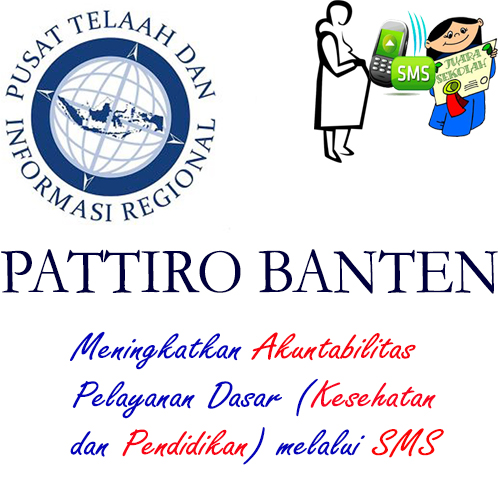 PUSAT TELAAH DAN
INFORMASI REGIONAL
SMS
JUARA
SEKOLAH
PATTIRO BANTEN
Meningkatkan Akuntabilitas
Pelayanan Dasar (Kesehatan
dan Pendidikan) melalui SMS